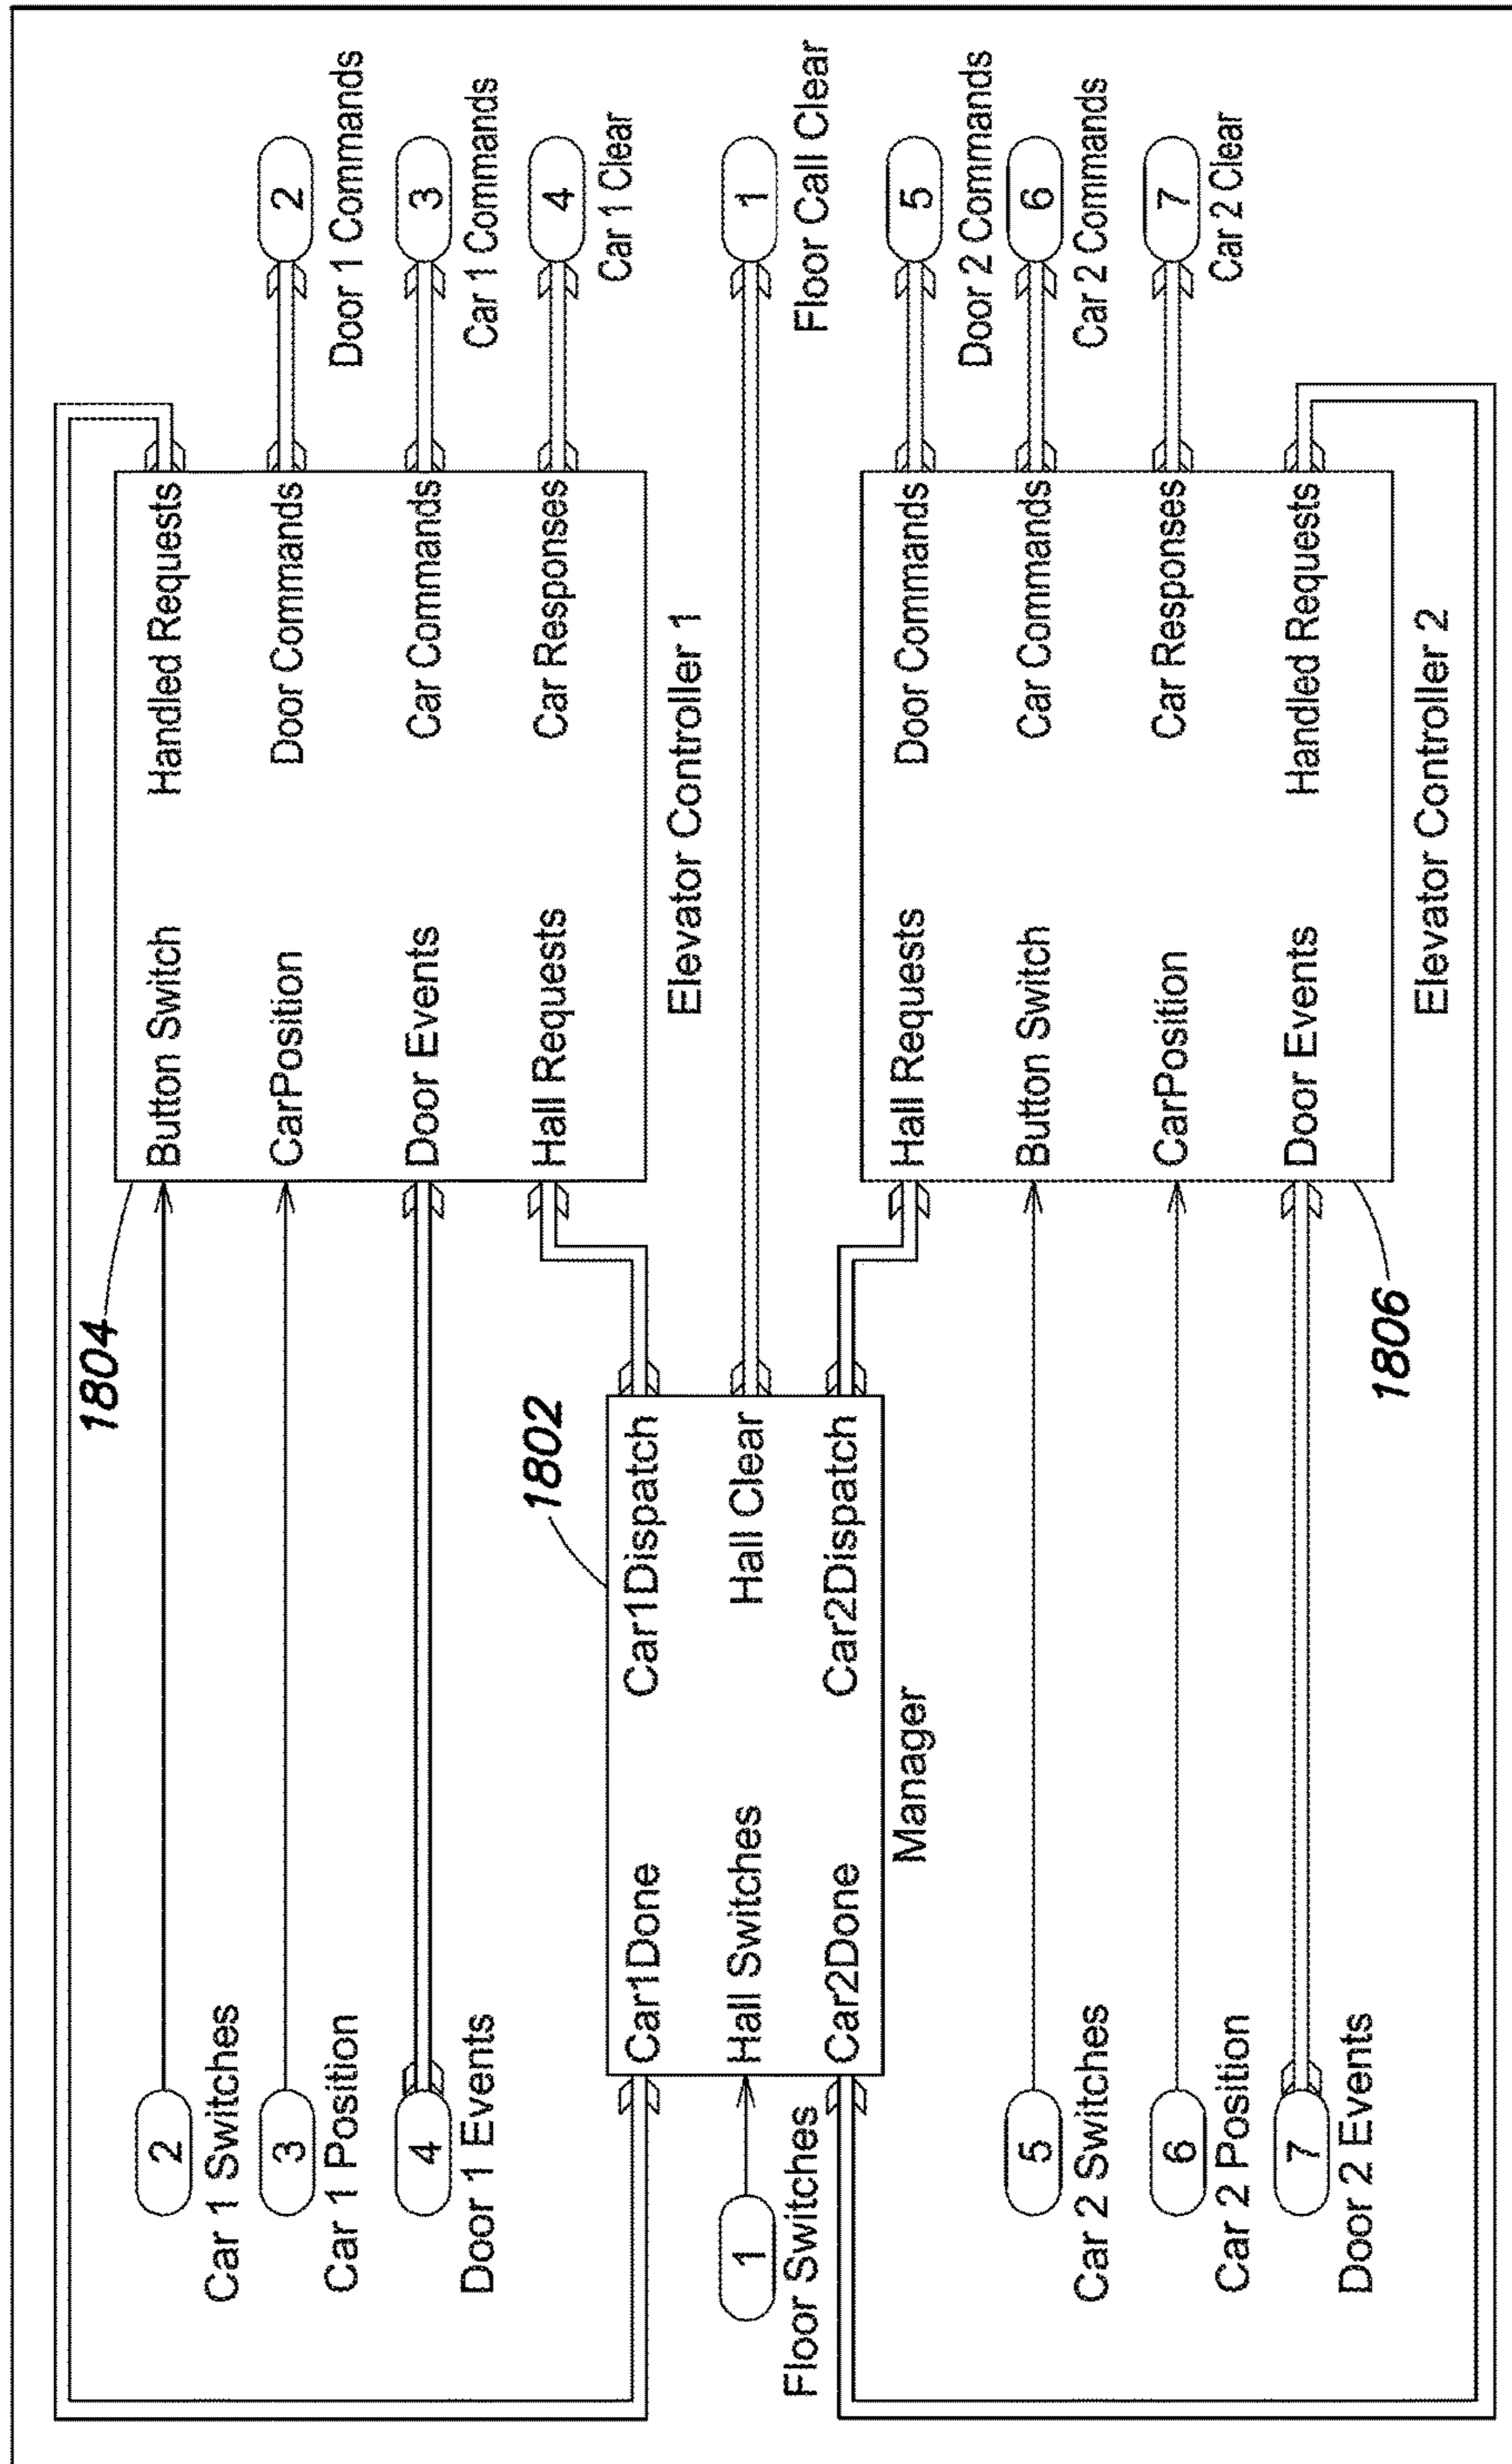 1804
2
Car 1 Switches
3
Car 1 Position
4
Door 1 Events
Button Switch
CarPosition
Door Events
Hall Requests
Handled Requests
Door Commands
Car Commands
Car Responses
Elevator Controller 1
2
Door 1 Commands
3
Car 1 Commands
4
Car 1 Clear
1802
1
Floor Switches
Car1Done
Hall Switches
Car2Done
Car1Dispatch
Hall Clear
Car2Dispatch
Manager
1
Floor Call Clear
5
Car 2 Switches
6
Car 2 Position
7
Door 2 Events
Hall Requests
Button Switch
CarPosition
Door Events
Door Commands
Car Commands
Car Responses
Handled Requests
Elevator Controller 2
1806
5
Door 2 Commands
6
Car 2 Commands
7
Car 2 Clear